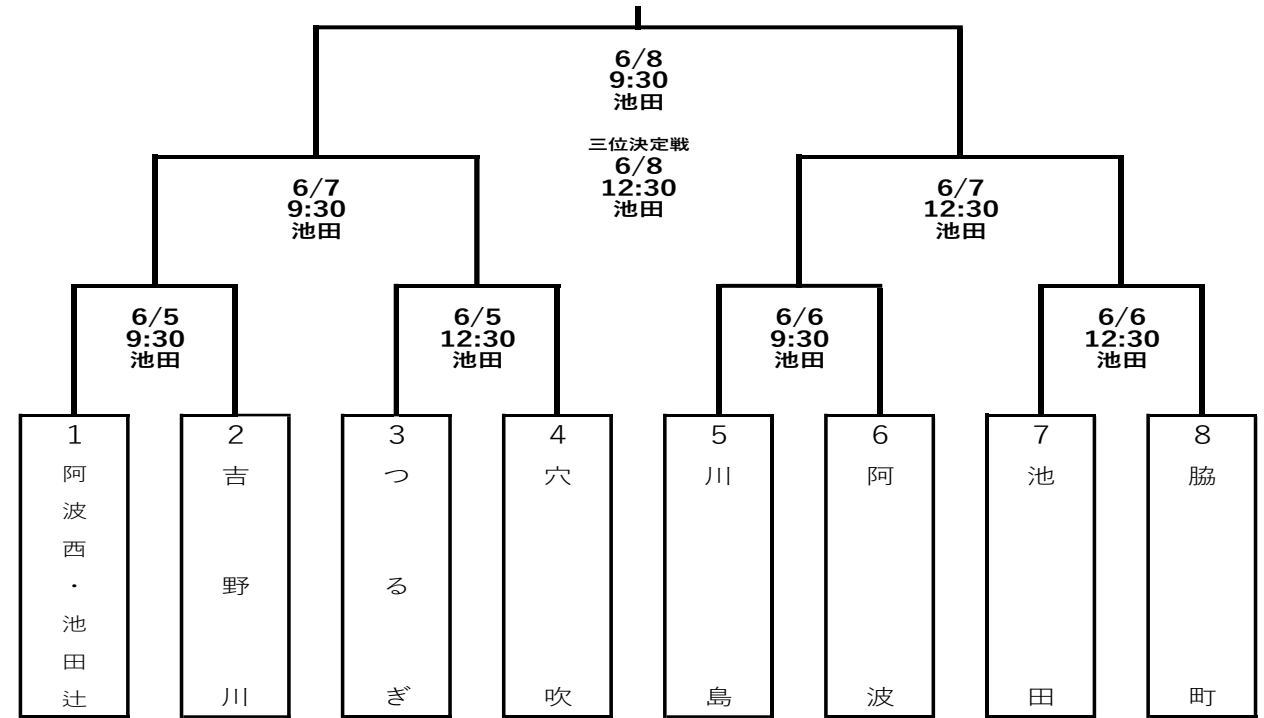 6/8
9:30
池田
三位決定戦
6/8
12:30
池田
6/7
9:30
池田
6/7
12:30
池田
6/5
9:30
池田
6/5
12:30
池田
6/6
9:30
池田
6/6
12:30
池田
1
阿波西・池田辻
2
吉野川
3
つるぎ
4
穴吹
5
川島
6
阿波
7
池田
8
脇町